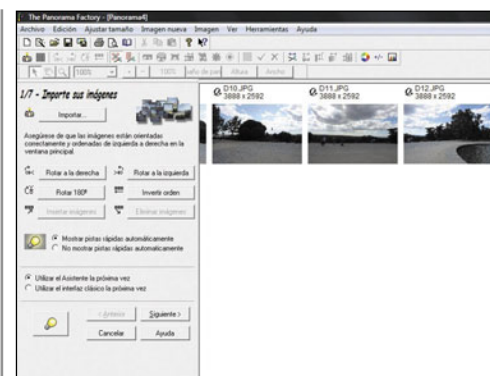 The Panorama Factory - [Panorama4]
Archivo Edición Ajustar tamaño Imagen nueva Imagen Ver Herramientas Ayuda
100% 100% Altura Ancho
1/7 - Importe sus imágenes
Importar...
Asegúrese de que las imágenes están orientadas
correctamente y ordenadas de izquierda a derecha en la
ventana principal.
Rotar a la derecha Rotar a la izquierda
Rotar 180º Invertir orden
Insertar imágenes Eliminar imágenes
Mostrar pistas rápidas automáticamente
No mostrar pistas rápidas automáticamente
Utilizar el Asistente la próxima vez
Utilizar el interfaz clásico la próxima vez
< Anterior Siguiente >
Cancelar Ayuda
D10.JPG
3888 x 2592
D11.JPG
3888 x 2592
D12.JPG
3888 x 2592